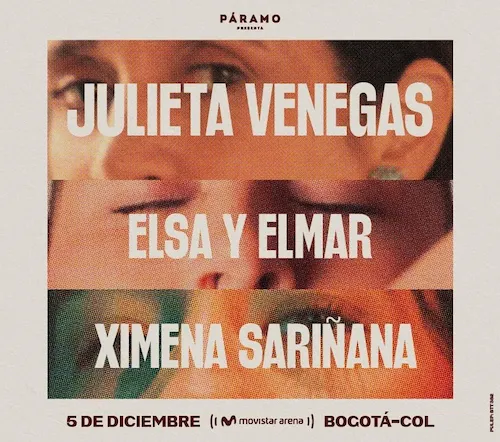 PÁRAMO
PRESENTA
JULIETA VENEGAS
ELSA Y ELMAR
XIMENA SARIÑANA
5 DE DICIEMBRE ((M movistar arena)) BOGOTÁ-COL